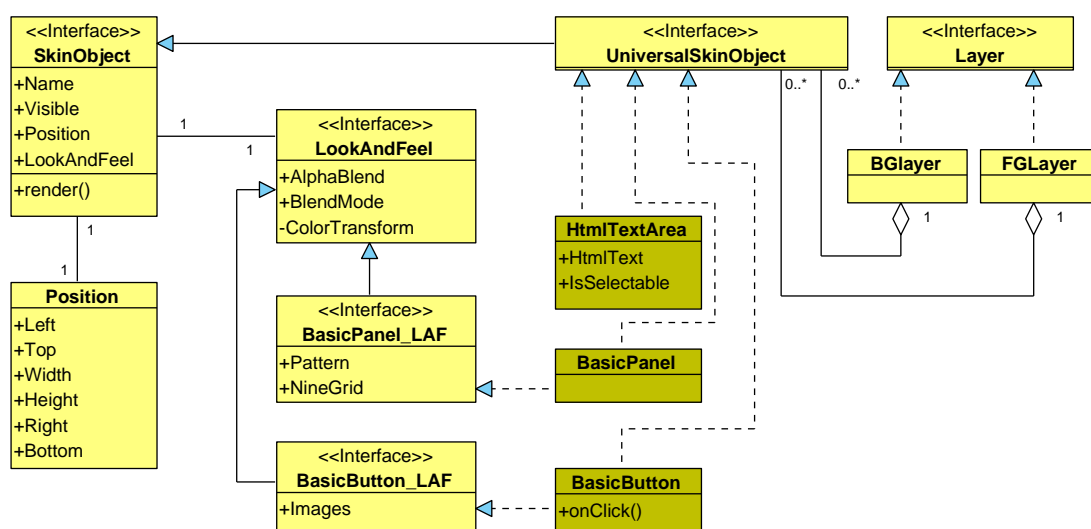 <<Interface>>
SkinObject
+Name
+Visible
+Position
+LookAndFeel
+render()
<<Interface>>
UniversalSkinObject
<<Interface>>
Layer
0..*
0..*
1
1
<<Interface>>
LookAndFeel
+AlphaBlend
+BlendMode
-ColorTransform
BGlayer
FGLayer
1
1
1
1
Position
+Left
+Top
+Width
+Height
+Right
+Bottom
HtmlTextArea
+HtmlText
+IsSelectable
<<Interface>>
BasicPanel_LAF
+Pattern
+NineGrid
BasicPanel
<<Interface>>
BasicButton_LAF
+Images
BasicButton
+onClick()